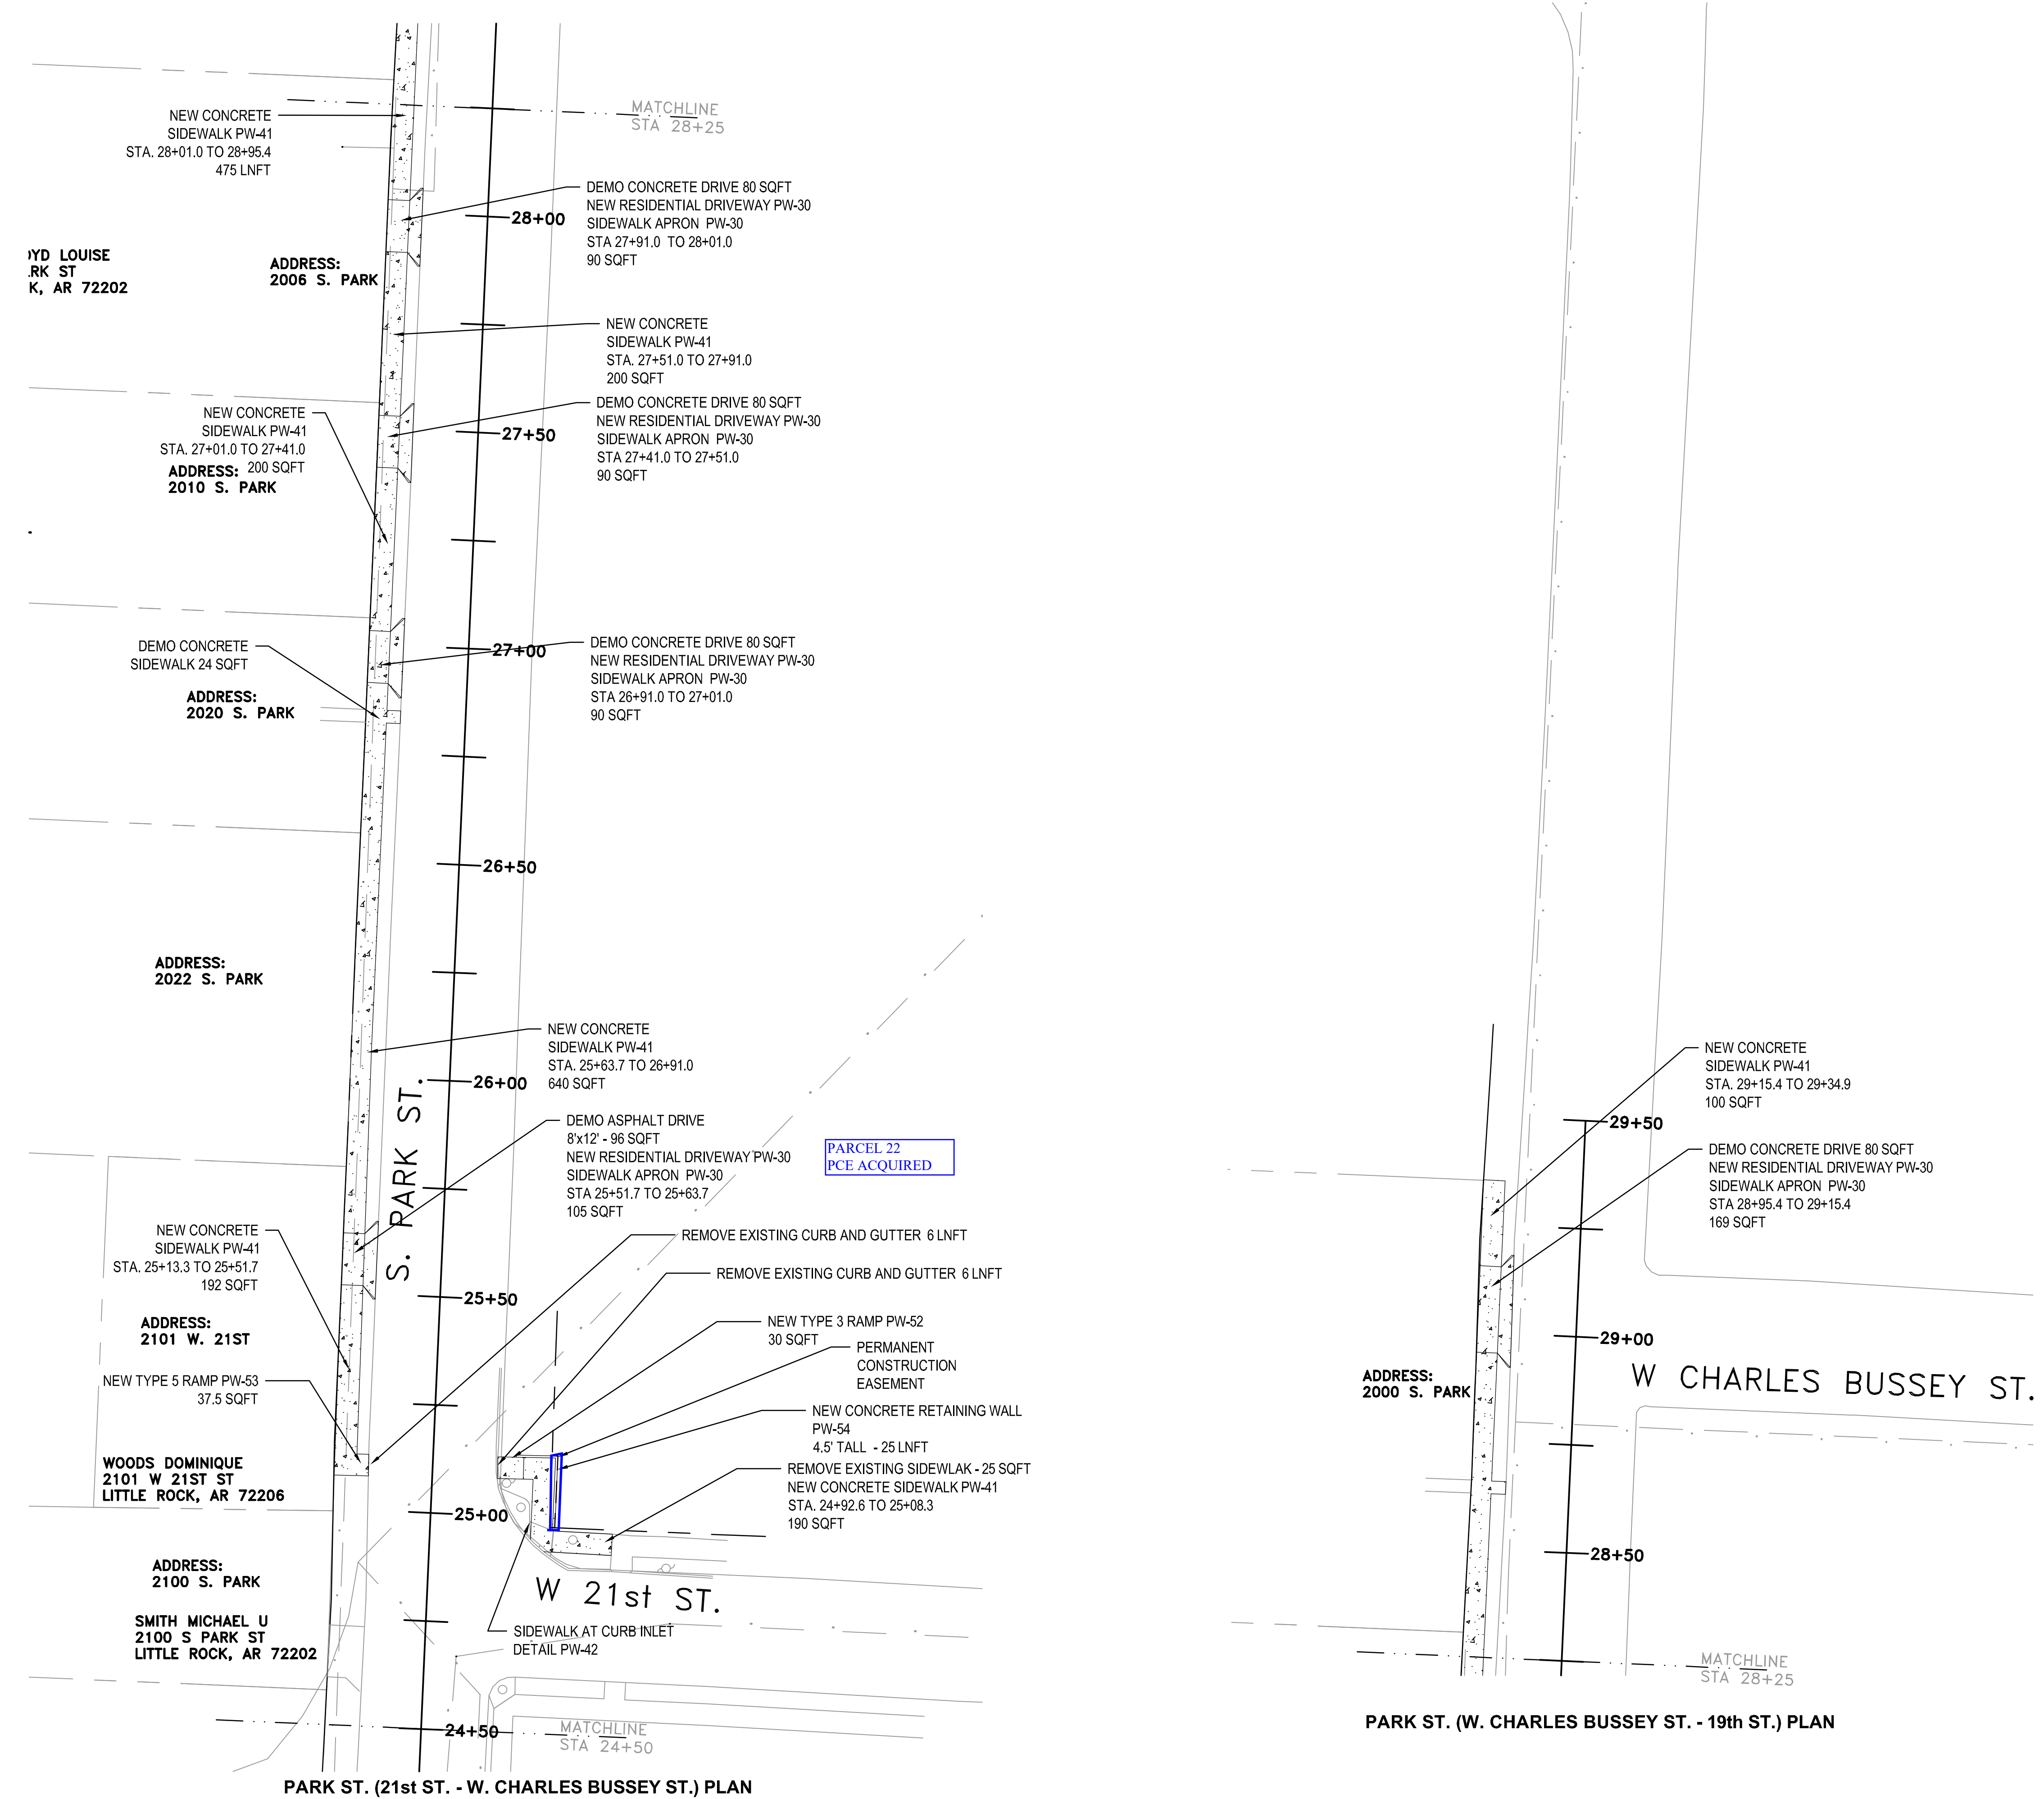 MATCHLINE
STA 28+25
NEW CONCRETE
SIDEWALK PW-41
STA. 28+01.0 TO 28+95.4
475 LNFT
DEMO CONCRETE DRIVE 80 SQFT
NEW RESIDENTIAL DRIVEWAY PW-30
SIDEWALK APRON PW-30
STA 27+91.0 TO 28+01.0
90 SQFT
28+00
YD LOUISE
RK ST
K, AR 72202
ADDRESS:
2006 S. PARK
NEW CONCRETE
SIDEWALK PW-41
STA. 27+51.0 TO 27+91.0
200 SQFT
DEMO CONCRETE DRIVE 80 SQFT
NEW RESIDENTIAL DRIVEWAY PW-30
SIDEWALK APRON PW-30
STA 27+41.0 TO 27+51.0
90 SQFT
27+50
NEW CONCRETE
SIDEWALK PW-41
STA. 27+01.0 TO 27+41.0
200 SQFT
ADDRESS:
2010 S. PARK
DEMO CONCRETE
SIDEWALK 24 SQFT
27+00
DEMO CONCRETE DRIVE 80 SQFT
NEW RESIDENTIAL DRIVEWAY PW-30
SIDEWALK APRON PW-30
STA 26+91.0 TO 27+01.0
90 SQFT
ADDRESS:
2020 S. PARK
26+50
ADDRESS:
2022 S. PARK
NEW CONCRETE
SIDEWALK PW-41
STA. 25+63.7 TO 26+91.0
640 SQFT
26+00
S. PARK ST.
DEMO ASPHALT DRIVE
8'x12' - 96 SQFT
NEW RESIDENTIAL DRIVEWAY PW-30
SIDEWALK APRON PW-30
STA 25+51.7 TO 25+63.7
105 SQFT
PARCEL 22
PCE ACQUIRED
NEW CONCRETE
SIDEWALK PW-41
STA. 25+13.3 TO 25+51.7
192 SQFT
REMOVE EXISTING CURB AND GUTTER 6 LNFT
REMOVE EXISTING CURB AND GUTTER 6 LNFT
25+50
ADDRESS:
2101 W. 21ST
NEW TYPE 3 RAMP PW-52
30 SQFT
PERMANENT
CONSTRUCTION
EASEMENT
NEW TYPE 5 RAMP PW-53
37.5 SQFT
NEW CONCRETE RETAINING WALL
PW-54
4.5' TALL - 25 LNFT
WOODS DOMINIQUE
2101 W 21ST ST
LITTLE ROCK, AR 72206
REMOVE EXISTING SIDEWLAK - 25 SQFT
NEW CONCRETE SIDEWALK PW-41
STA. 24+92.6 TO 25+08.3
190 SQFT
25+00
ADDRESS:
2100 S. PARK
W 21st ST.
SMITH MICHAEL U
2100 S PARK ST
LITTLE ROCK, AR 72202
SIDEWALK AT CURB INLET
DETAIL PW-42
24+50
MATCHLINE
STA 24+50
PARK ST. (21st ST. - W. CHARLES BUSSEY ST.) PLAN
NEW CONCRETE
SIDEWALK PW-41
STA. 29+15.4 TO 29+34.9
100 SQFT
29+50
DEMO CONCRETE DRIVE 80 SQFT
NEW RESIDENTIAL DRIVEWAY PW-30
SIDEWALK APRON PW-30
STA 28+95.4 TO 29+15.4
169 SQFT
29+00
W CHARLES BUSSEY ST.
ADDRESS:
2000 S. PARK
28+50
MATCHLINE
STA 28+25
PARK ST. (W. CHARLES BUSSEY ST. - 19th ST.) PLAN